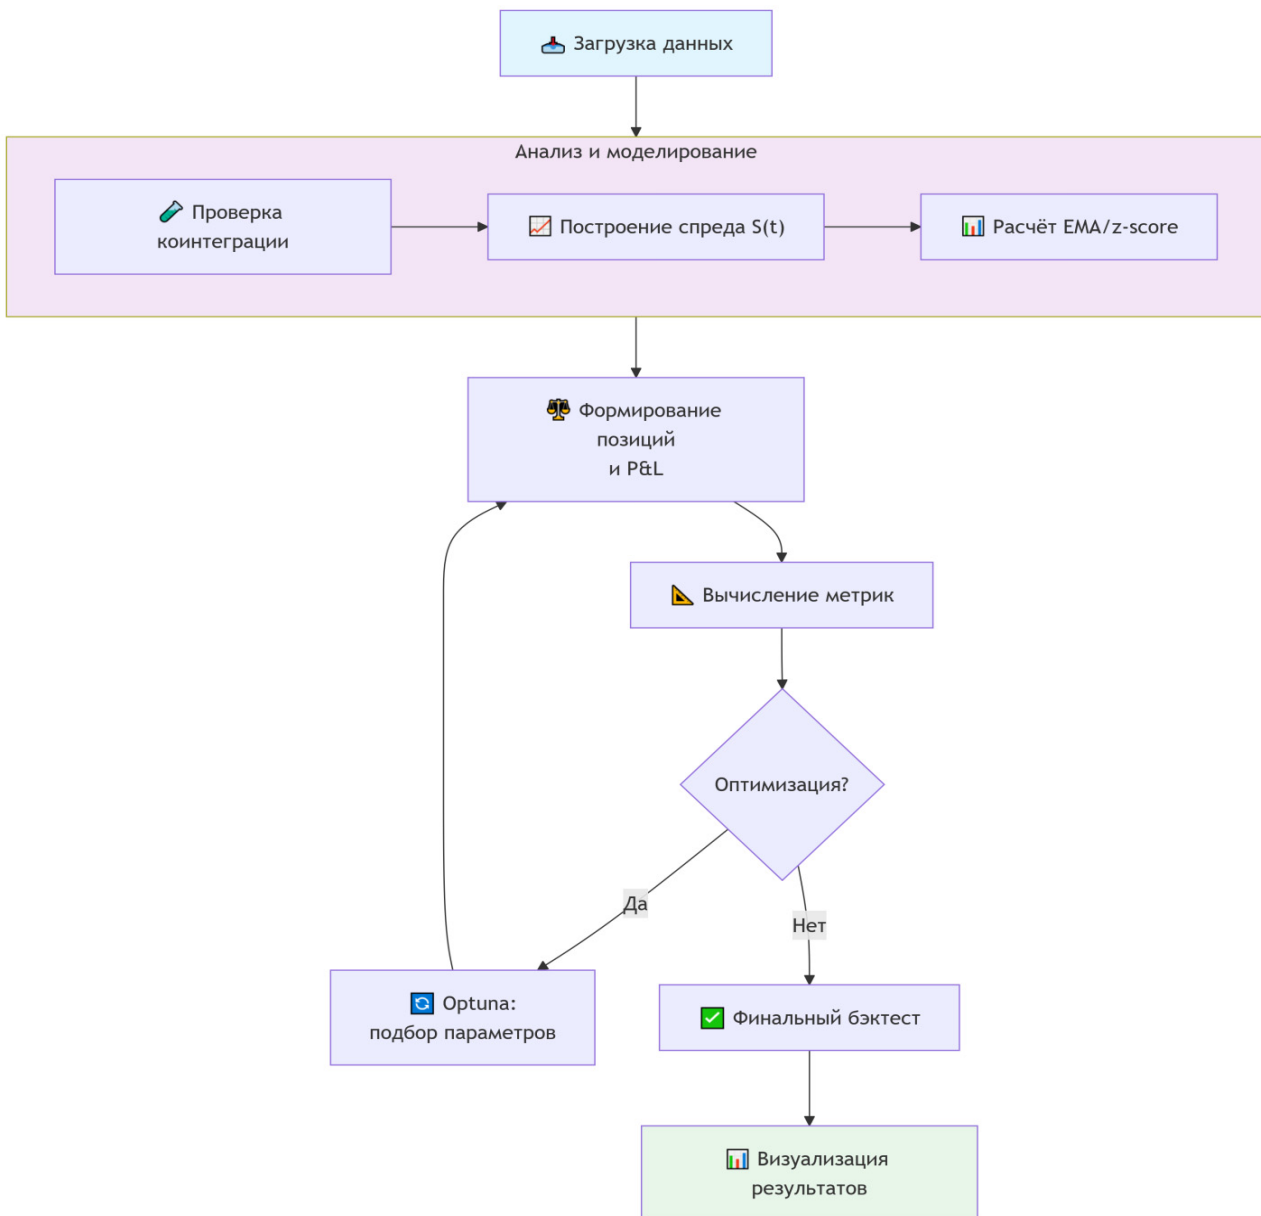 Загрузка данных
Анализ и моделирование
Проверка
коинтеграции
Построение спреда S(t)
Расчёт EMA/z-score
Формирование
позиций
и P&L
Вычисление метрик
Оптимизация?
Да
Нет
Optuna:
подбор параметров
Финальный бэктест
Визуализация
результатов